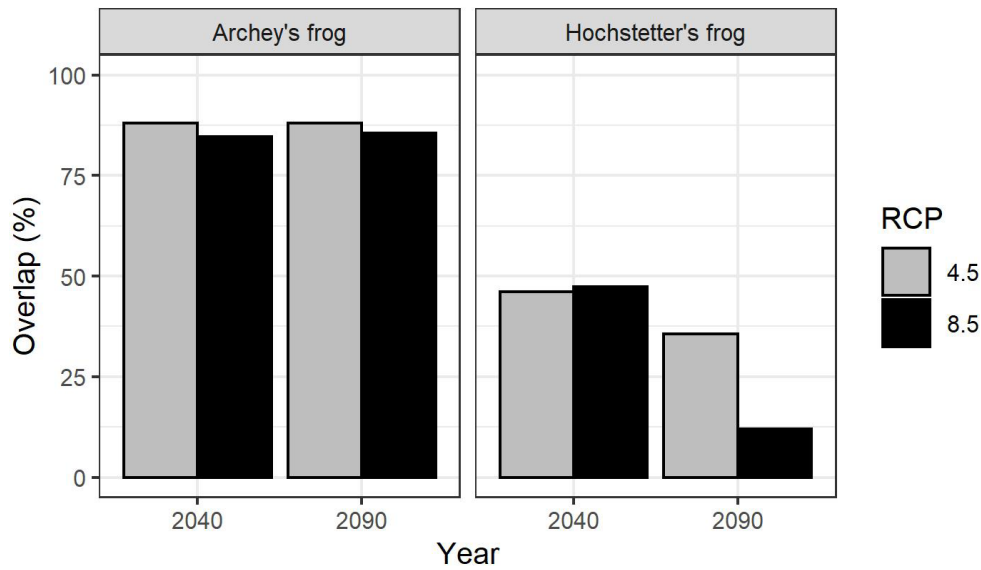 Archey's frog
Hochstetter's frog
Overlap (%)
100
75
50
25
0
2040
2090
2040
2090
Year
RCP
4.5
8.5